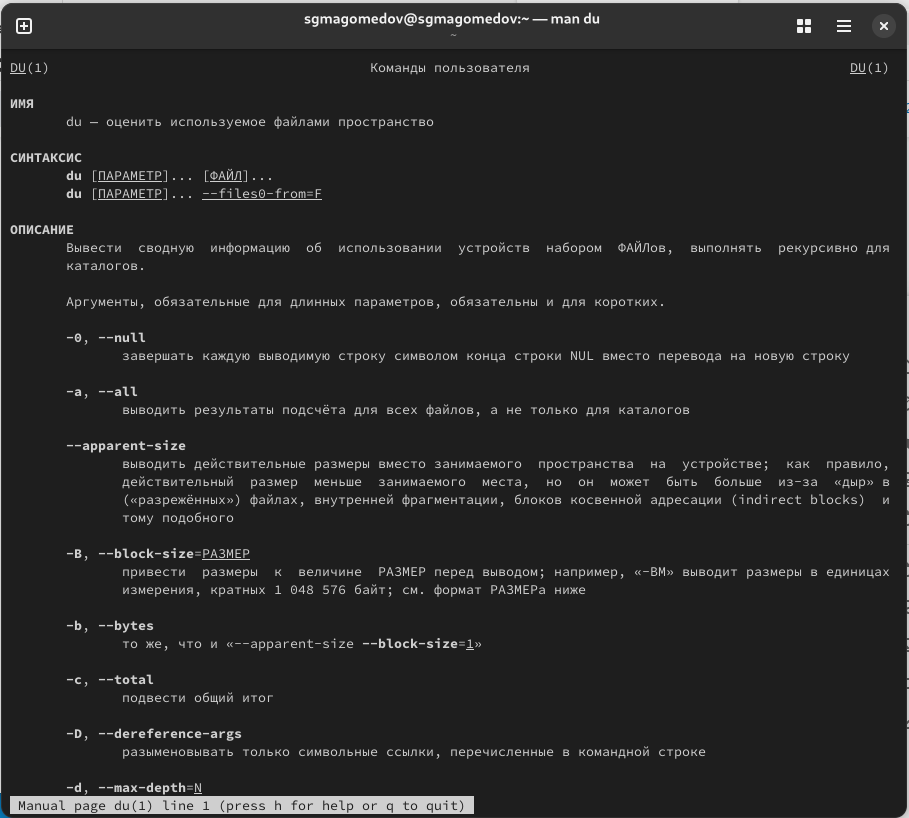 sgmagomedov@sgmagomedov:~ — man du
~
DU(1) Команды пользователя DU(1)
ИМЯ
du – оценить используемое файлами пространство
СИНТАКСИС
du [ПАРАМЕТР]... [ФАЙЛ]...
du [ПАРАМЕТР]... --files0-from=F
ОПИСАНИЕ
Вывести сводную информацию об использовании устройств набором ФАЙЛов, выполнять рекурсивно для
каталогов.
Аргументы, обязательные для длинных параметров, обязательны и для коротких.
-0, --null
завершать каждую выводимую строку символом конца строки NUL вместо перевода на новую строку
-a, --all
выводить результаты подсчёта для всех файлов, а не только для каталогов
--apparent-size
выводить действительные размеры вместо занимаемого пространства на устройстве; как правило,
действительный размер меньше занимаемого места, но он может быть больше из-за «дыр» в
(«разрежённых») файлах, внутренней фрагментации, блоков косвенной адресации (indirect blocks) и
тому подобного
-B, --block-size=РАЗМЕР
привести размеры к величине РАЗМЕР перед выводом; например, «-BM» выводит размеры в единицах
измерения, кратных 1 048 576 байт; см. формат РАЗМЕРа ниже
-b, --bytes
то же, что и «--apparent-size --block-size=1»
-c, --total
подвести общий итог
-D, --dereference-args
разыменовывать только символьные ссылки, перечисленные в командной строке
-d, --max-depth=N
Manual page du(1) line 1 (press h for help or q to quit)